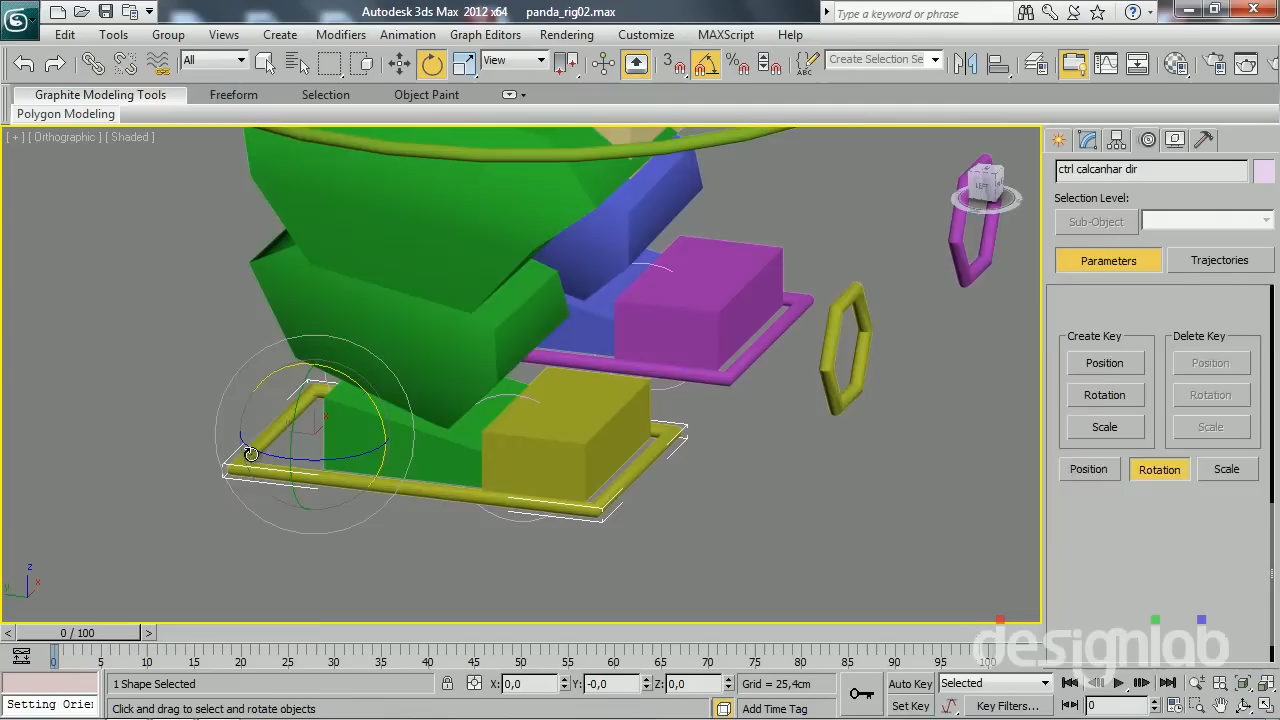 Autodesk 3ds Max 2012 x64 panda_rig02.max
Type a keyword or phrase
Edit Tools Group Views Create Modifiers Animation Graph Editors Rendering Customize MAXScript Help
All View 3 Create Selection Se
Graphite Modeling Tools Freeform Selection Object Paint
Polygon Modeling
[ + ] [ Orthographic ] [ Shaded ]
LEFT
ctrl calcanhar dir
Selection Level:
Sub-Object
Parameters Trajectories
Create Key Delete Key
Position Position
Rotation Rotation
Scale Scale
Position Rotation Scale
x
z
x
y
designlab
< 0 / 100 >
0 5 10 15 20 25 30 35 40 45 50 55 60 65 70 75 80 85 90 95 100
1 Shape Selected X: 0,0 Y: -0,0 Z: 0,0 Grid = 25,4cm Auto Key Selected
Setting Orie Click and drag to select and rotate objects Add Time Tag Set Key Key Filters... 0